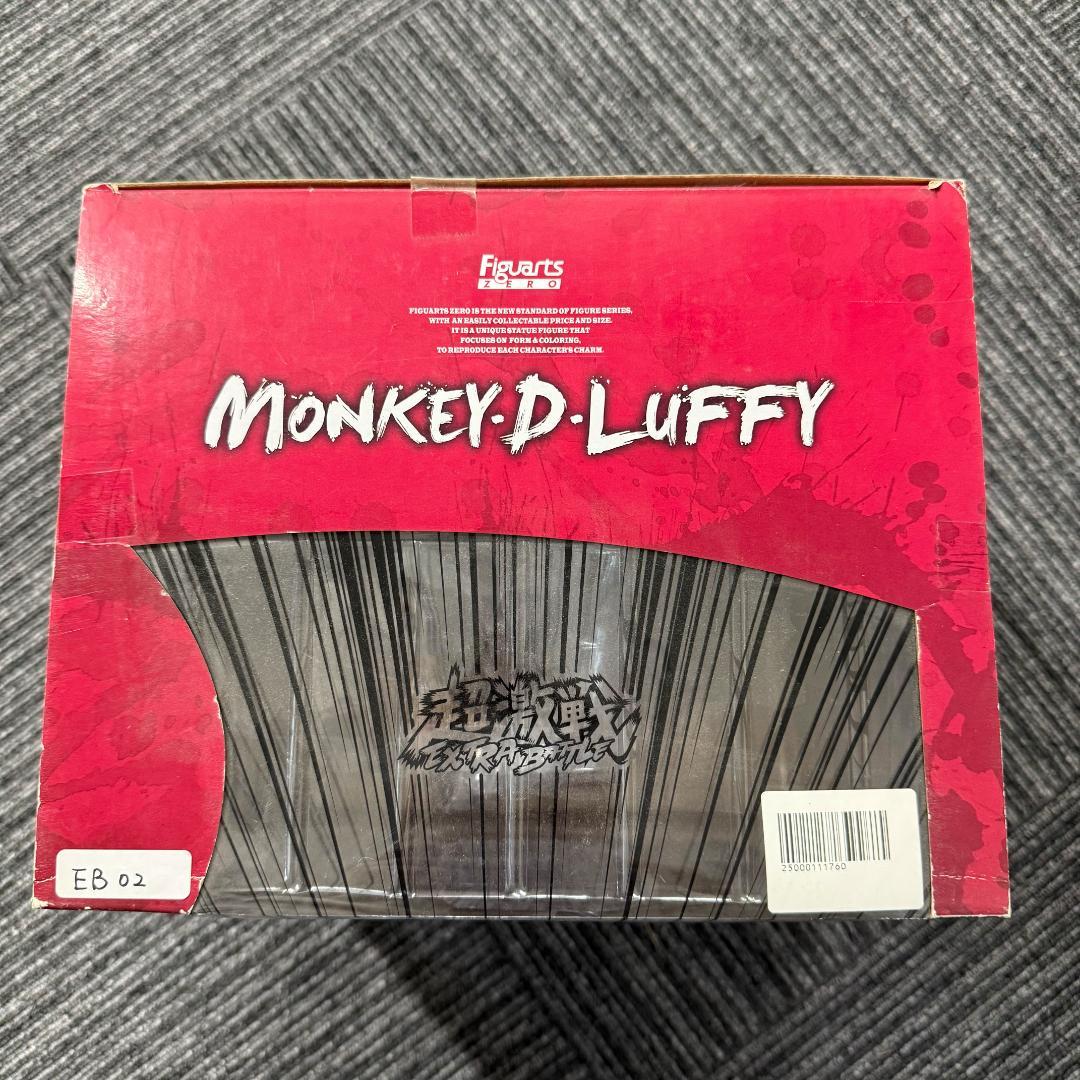 Figuarts
ZERO
FIGUARTS ZERO IS THE NEW STANDARD OF FIGURE SERIES,
WITH AN EASILY COLLECTABLE PRICE AND SIZE.
IT IS A UNIQUE STATUE FIGURE THAT
FOCUSES ON FORM & COLORING,
TO REPRODUCE EACH CHARACTER'S CHARM.
MONKEY·D·LUFFY
超激戦
EXTRA BATTLE
25000111760
EB 02